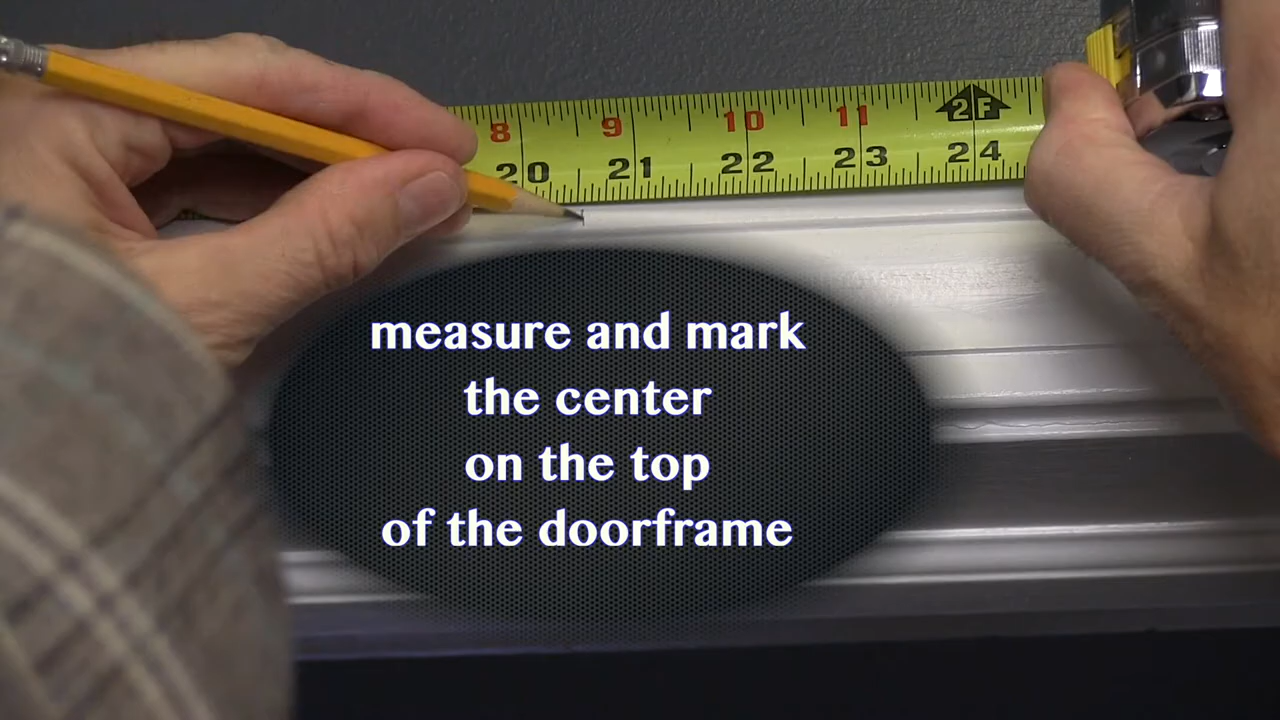 8 9 10 11 2F
20 21 22 23 24
measure and mark
the center
on the top
of the doorframe